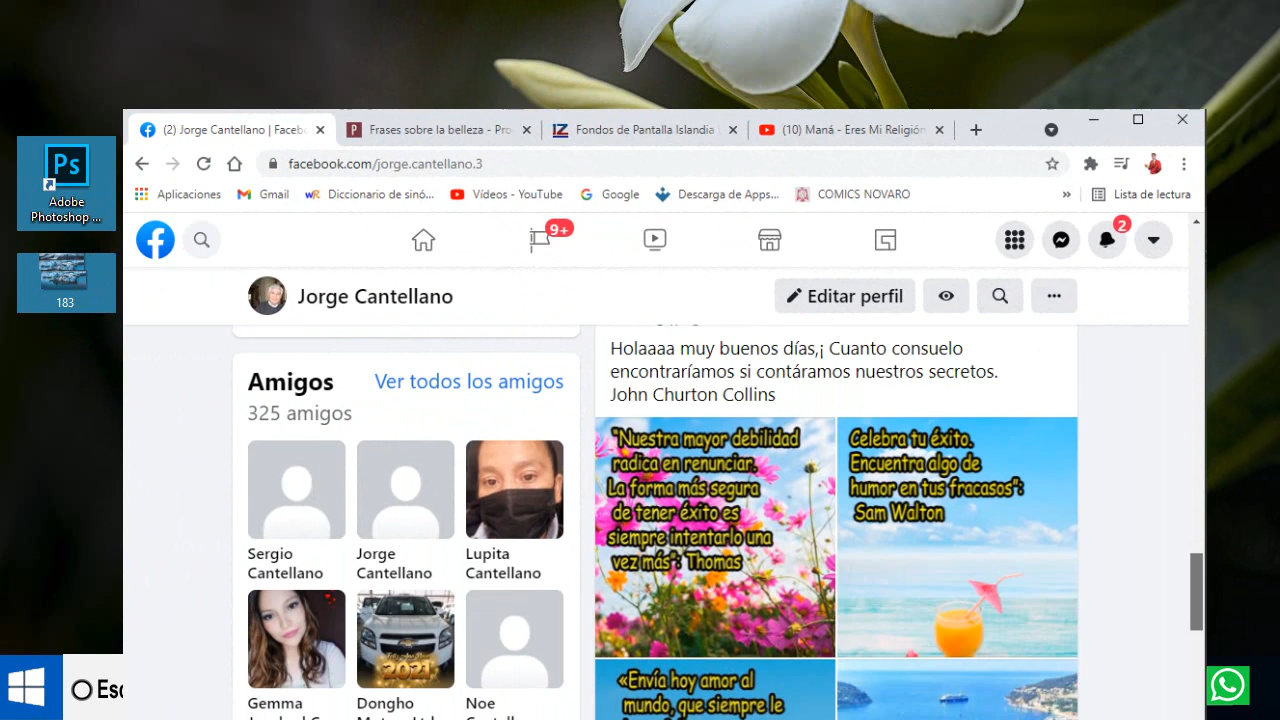 (2) Jorge Cantellano | Faceb
Frases sobre la belleza - Pro
Fondos de Pantalla Islandia
(10) Maná - Eres Mi Religión
facebook.com/jorge.cantellano.3
Aplicaciones
Gmail
Diccionario de sinó...
Vídeos - YouTube
Google
Descarga de Apps...
COMICS NOVARO
»
Lista de lectura
Ps
Adobe
Photoshop ...
183
9+
2
Jorge Cantellano
Editar perfil
Amigos
Ver todos los amigos
325 amigos
Sergio
Cantellano
Jorge
Cantellano
Lupita
Cantellano
2021
Gemma
Dongho
Noe
Holaaaa muy buenos días,¡ Cuanto consuelo
encontraríamos si contáramos nuestros secretos.
John Churton Collins
"Nuestra mayor debilidad
radica en renunciar.
La forma más segura
de tener éxito es
siempre intentarlo una
vez más": Thomas
Celebra tu éxito.
Encuentra algo de
humor en tus fracasos":
Sam Walton
«Envía hoy amor al
mundo, que siempre le
Esc